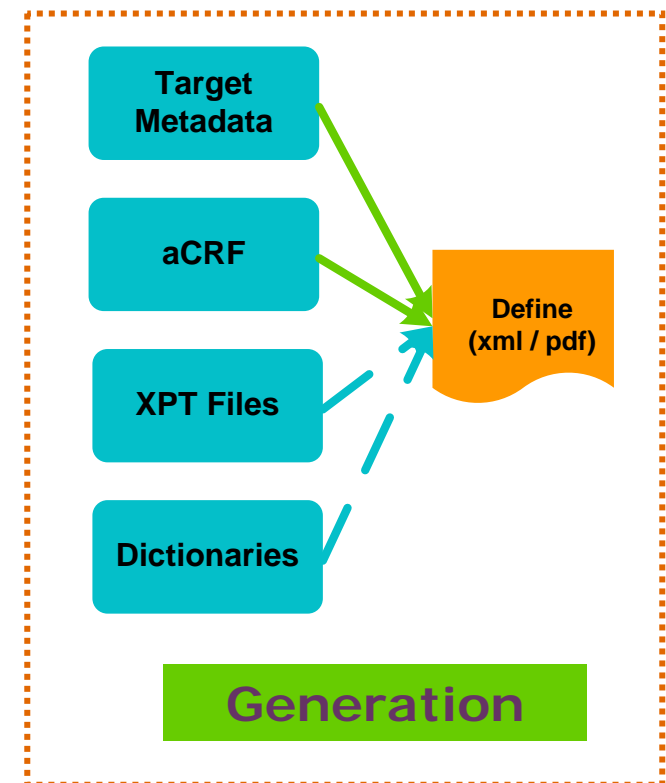 Target
Metadata
aCRF
XPT Files
Dictionaries
Define
(xml / pdf)
Generation